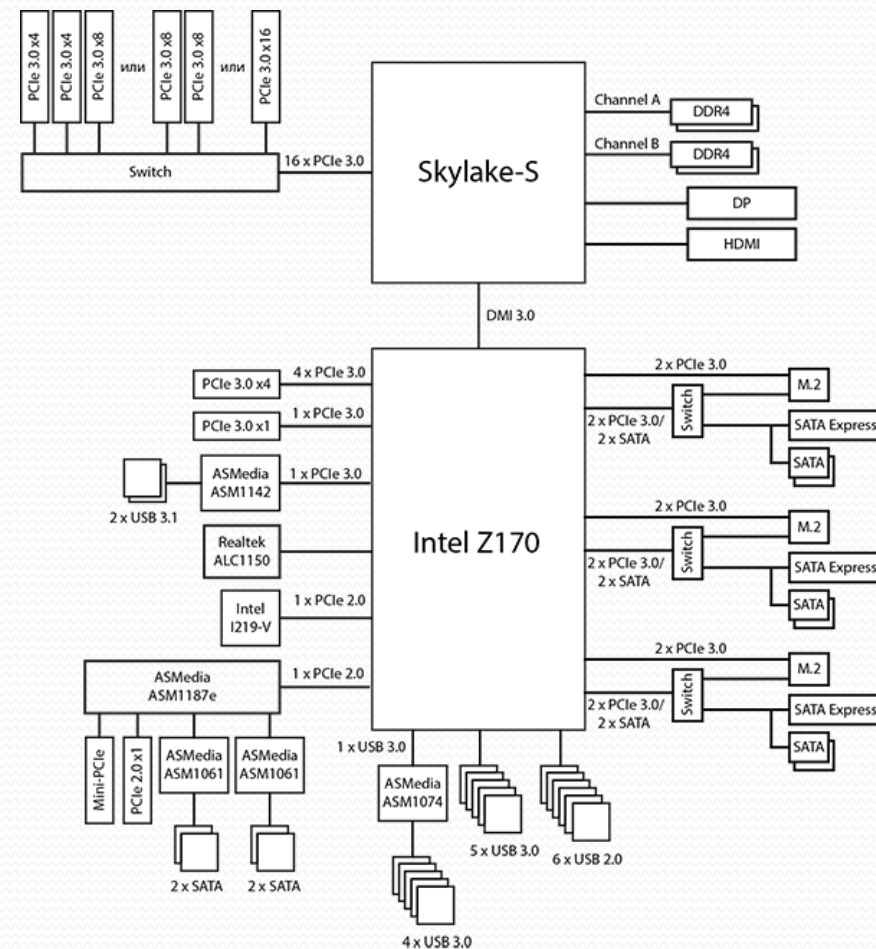 PCIe 3.0 x4
PCIe 3.0 x4
PCIe 3.0 x8
или
PCIe 3.0 x8
PCIe 3.0 x8
или
PCIe 3.0 x16
Switch
16 x PCIe 3.0
Skylake-S
Channel A
DDR4
Channel B
DDR4
DP
HDMI
DMI 3.0
Intel Z170
PCIe 3.0 x4
4 x PCIe 3.0
PCIe 3.0 x1
1 x PCIe 3.0
2 x USB 3.1
ASMedia
ASM1142
1 x PCIe 3.0
Realtek
ALC1150
Intel
I219-V
1 x PCIe 2.0
ASMedia
ASM1187e
1 x PCIe 2.0
Mini-PCIe
PCIe 2.0 x1
ASMedia
ASM1061
ASMedia
ASM1061
2 x SATA
2 x SATA
1 x USB 3.0
ASMedia
ASM1074
4 x USB 3.0
5 x USB 3.0
6 x USB 2.0
2 x PCIe 3.0
M.2
2 x PCIe 3.0/
2 x SATA
Switch
SATA Express
SATA
2 x PCIe 3.0
M.2
2 x PCIe 3.0/
2 x SATA
Switch
SATA Express
SATA
2 x PCIe 3.0
M.2
2 x PCIe 3.0/
2 x SATA
Switch
SATA Express
SATA